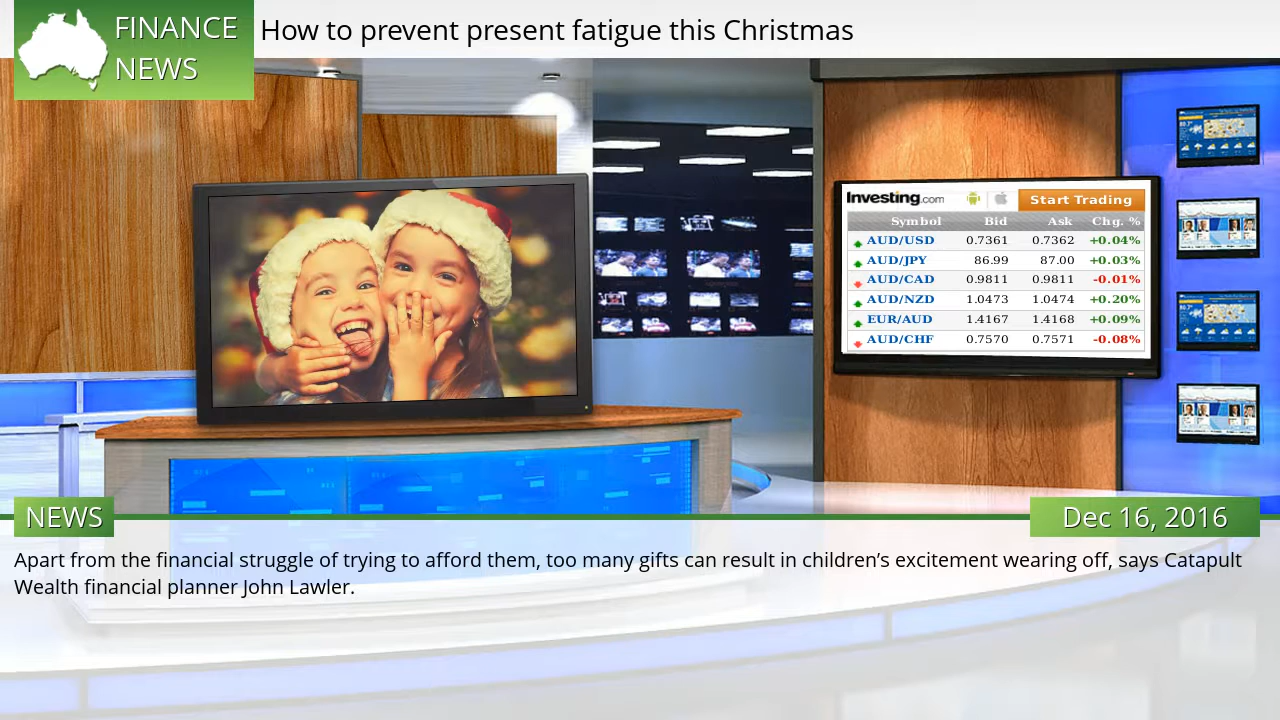 FINANCE
NEWS
How to prevent present fatigue this Christmas
Investing.com
Start Trading
Symbol Bid Ask Chg. %
AUD/USD 0.7361 0.7362 +0.04%
AUD/JPY 86.99 87.00 +0.03%
AUD/CAD 0.9811 0.9811 -0.01%
AUD/NZD 1.0473 1.0474 +0.20%
EUR/AUD 1.4167 1.4168 +0.09%
AUD/CHF 0.7570 0.7571 -0.08%
NEWS
Dec 16, 2016
Apart from the financial struggle of trying to afford them, too many gifts can result in children’s excitement wearing off, says Catapult
Wealth financial planner John Lawler.